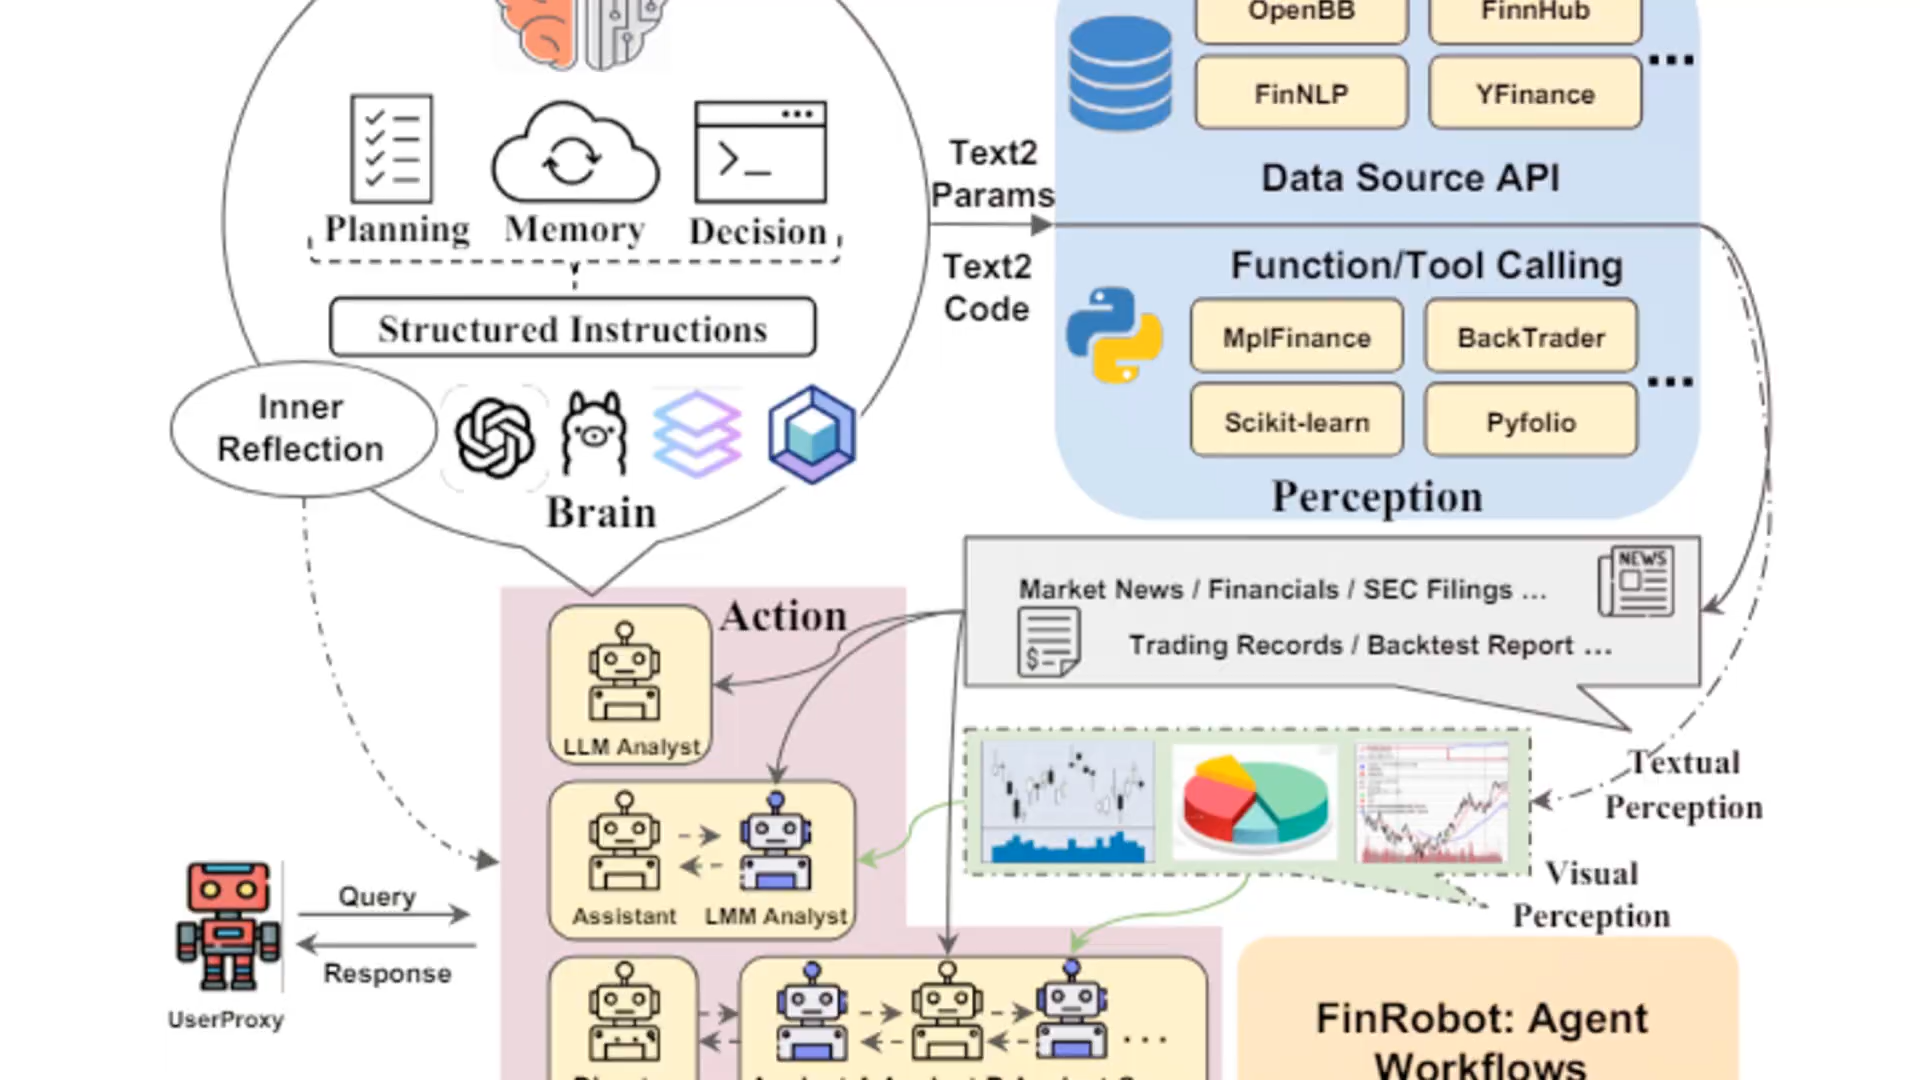 OpenBB
FinnHub
FinNLP
YFinance
...
Data Source API
Planning
Memory
Decision
Text2
Params
Text2
Code
Structured Instructions
Function/Tool Calling
MplFinance
BackTrader
...
Scikit-learn
Pyfolio
Perception
Inner
Reflection
Brain
Market News / Financials / SEC Filings ...
NEWS
Trading Records / Backtest Report ...
Action
LLM Analyst
Textual
Perception
Visual
Perception
Assistant
LMM Analyst
Query
Response
UserProxy
...
FinRobot: Agent
Workflows